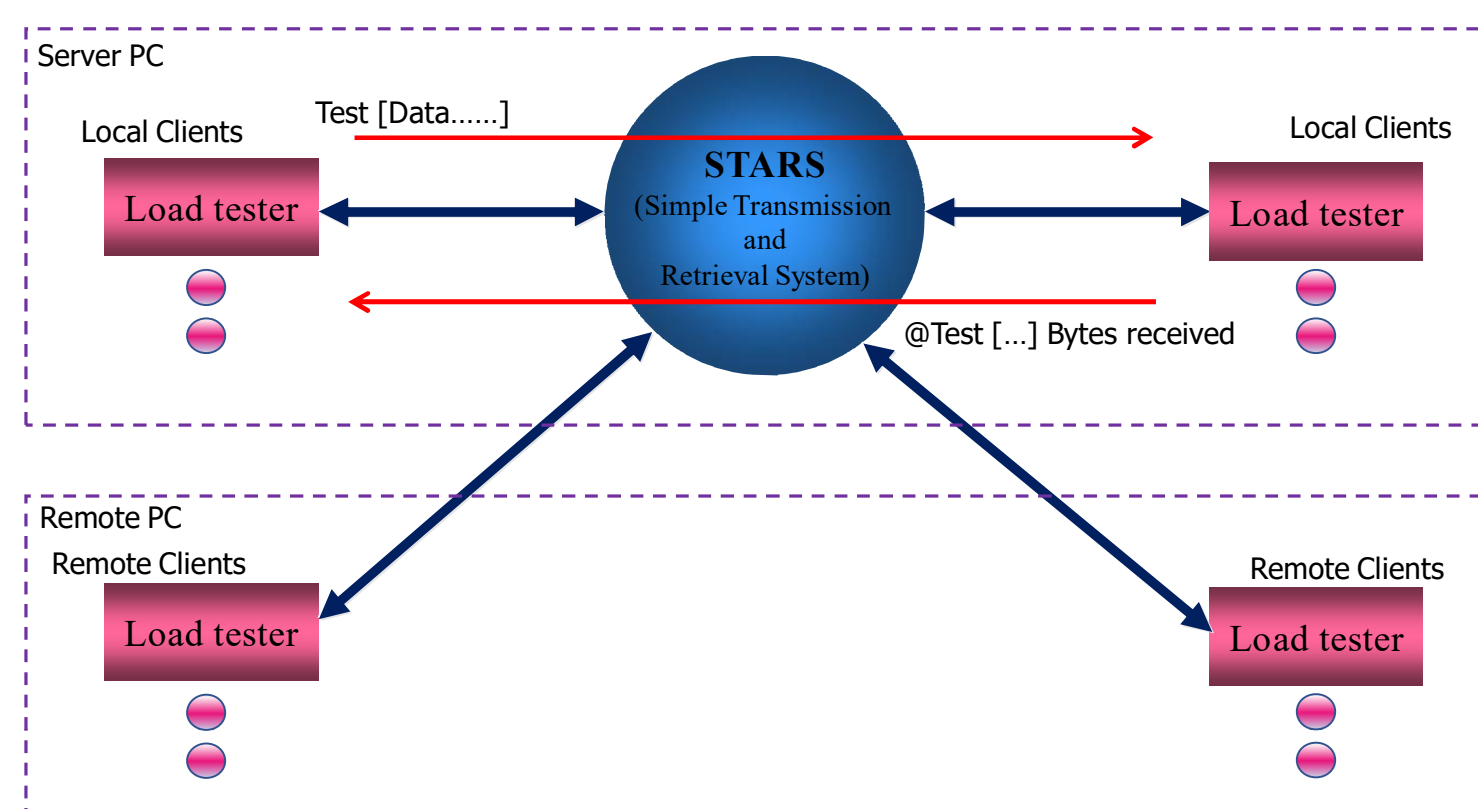 Server PC
Test [Data……]
Local Clients
Local Clients
Load tester
STARS
(Simple Transmission
and
Retrieval System)
Load tester
@Test […] Bytes received
Remote PC
Remote Clients
Remote Clients
Load tester
Load tester